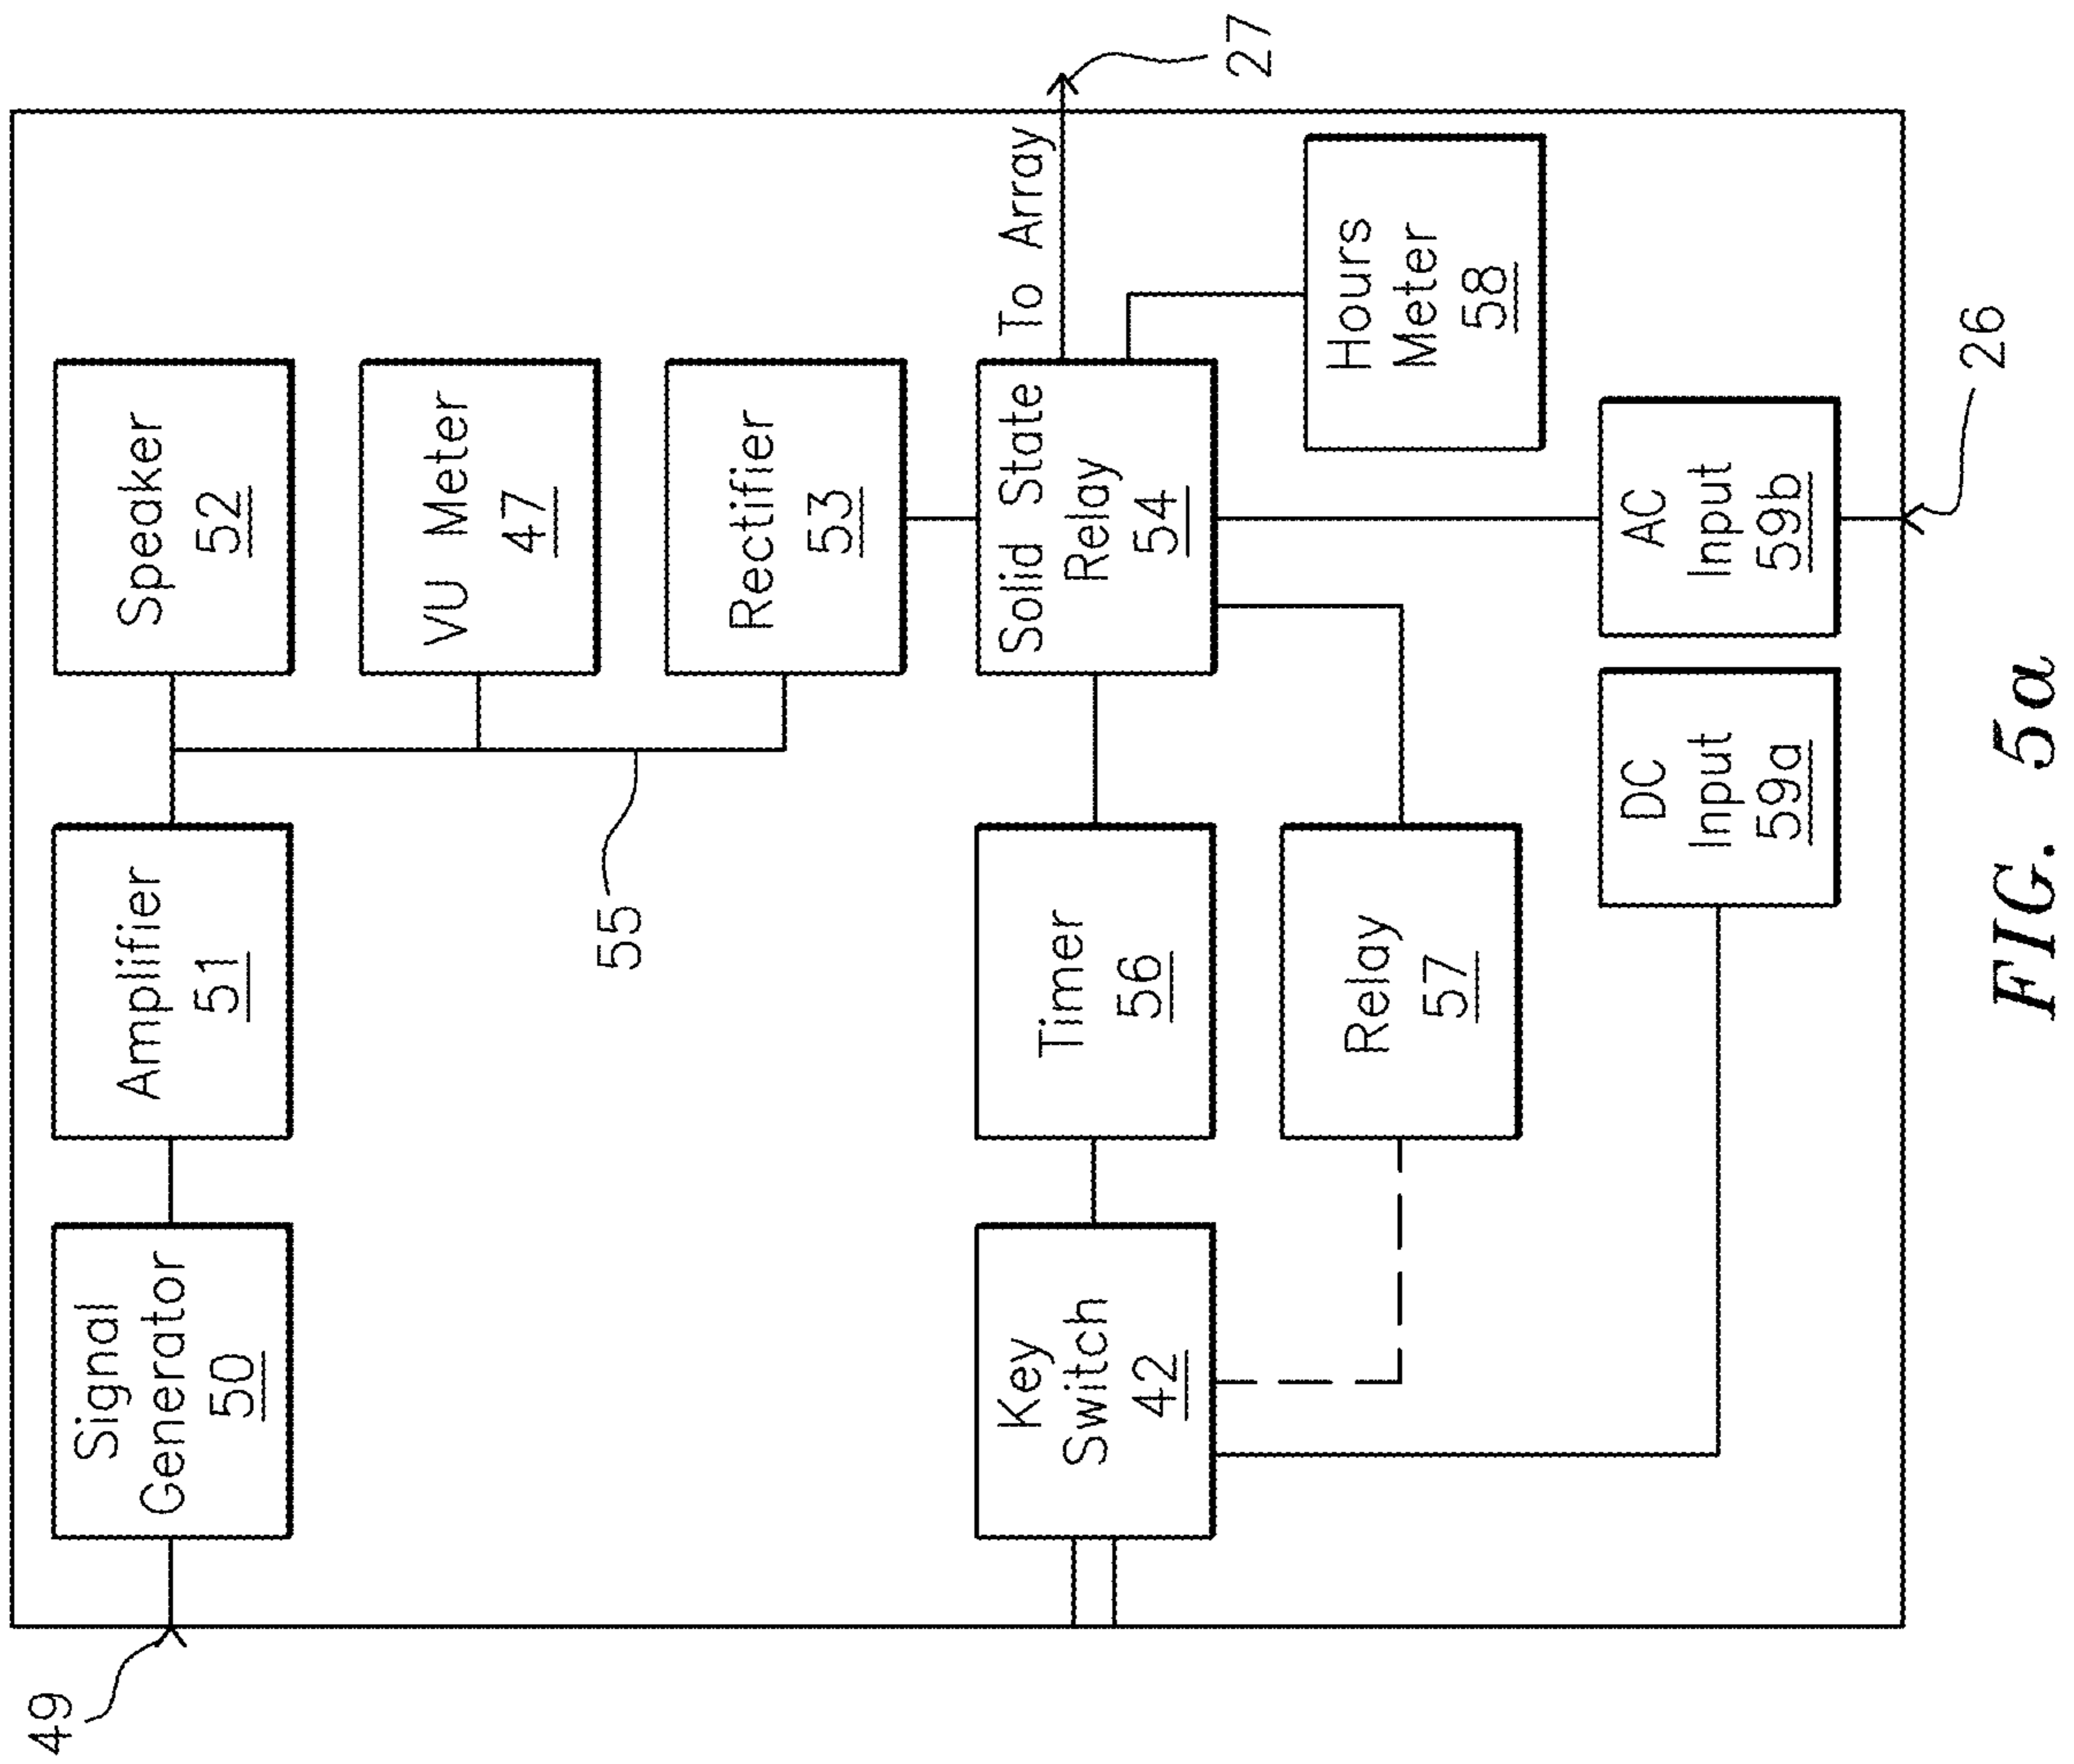 49
Signal
Generator
50
Amplifier
51
Speaker
52
VU Meter
47
55
Rectifier
53
Key
Switch
42
Timer
56
Solid State
Relay
54
To Array
27
Relay
57
Hours
Meter
58
DC
Input
59a
AC
Input
59b
26
FIG. 5a